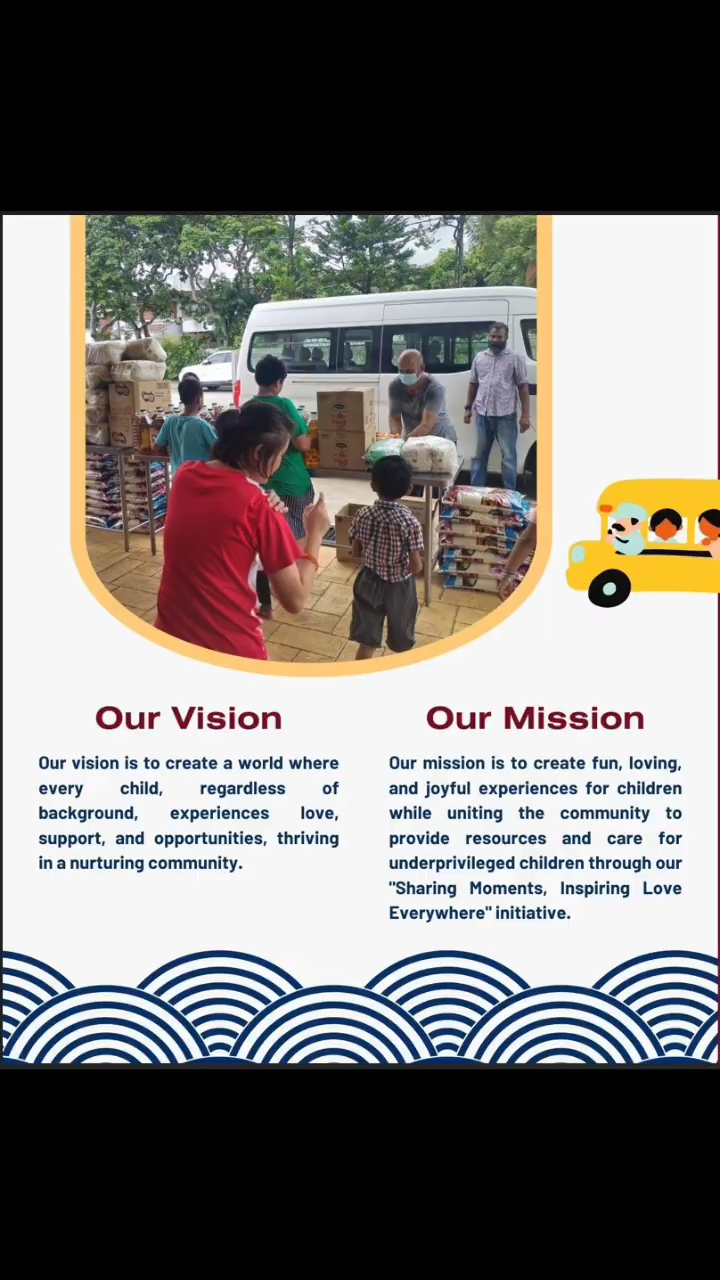 Our Vision
Our vision is to create a world where
every child, regardless of
background, experiences love,
support, and opportunities, thriving
in a nurturing community.
Our Mission
Our mission is to create fun, loving,
and joyful experiences for children
while uniting the community to
provide resources and care for
underprivileged children through our
"Sharing Moments, Inspiring Love
Everywhere" initiative.